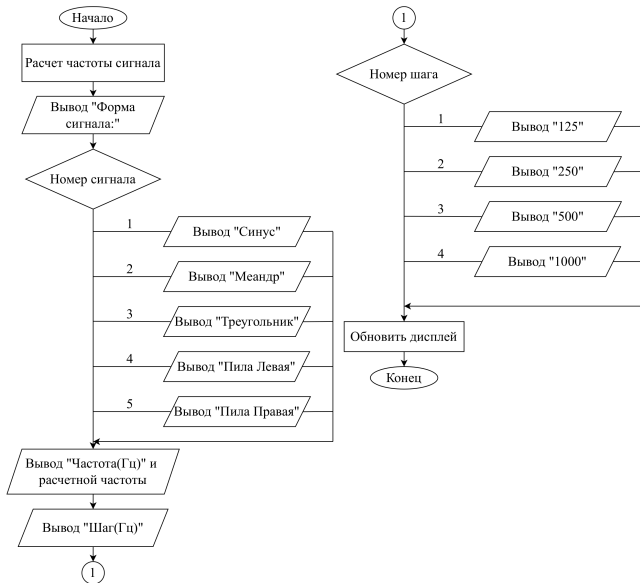 Начало
Расчет частоты сигнала
Вывод "Форма
сигнала:"
Номер сигнала
1
Вывод "Синус"
2
Вывод "Меандр"
3
Вывод "Треугольник"
4
Вывод "Пила Левая"
5
Вывод "Пила Правая"
Вывод "Частота(Гц)" и
расчетной частоты
Вывод "Шаг(Гц)"
1
1
Номер шага
1
Вывод "125"
2
Вывод "250"
3
Вывод "500"
4
Вывод "1000"
Обновить дисплей
Конец